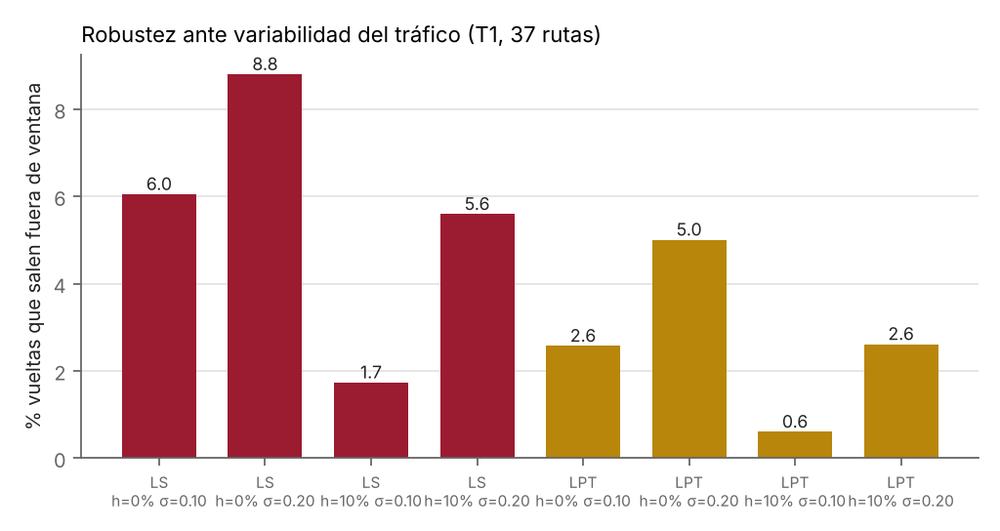 Robustez ante variabilidad del tráfico (T1, 37 rutas)
% vueltas que salen fuera de ventana
8
6
4
2
0
6.0
8.8
1.7
5.6
2.6
5.0
0.6
2.6
LS
h=0% σ=0.10
LS
h=0% σ=0.20
LS
h=10% σ=0.10
LS
h=10% σ=0.20
LPT
h=0% σ=0.10
LPT
h=0% σ=0.20
LPT
h=10% σ=0.10
LPT
h=10% σ=0.20